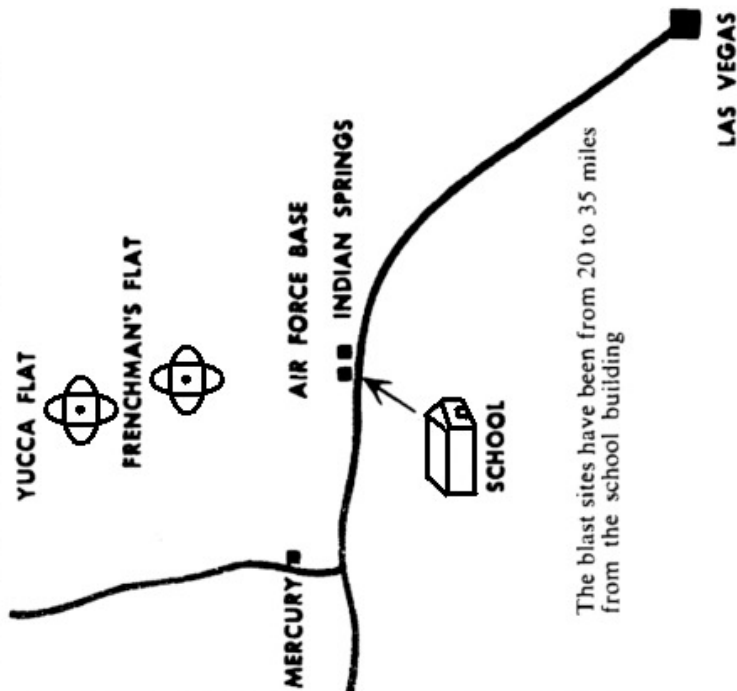 YUCCA FLAT
FRENCHMAN'S FLAT
AIR FORCE BASE
INDIAN SPRINGS
MERCURY
SCHOOL
The blast sites have been from 20 to 35 miles
from the school building
LAS VEGAS